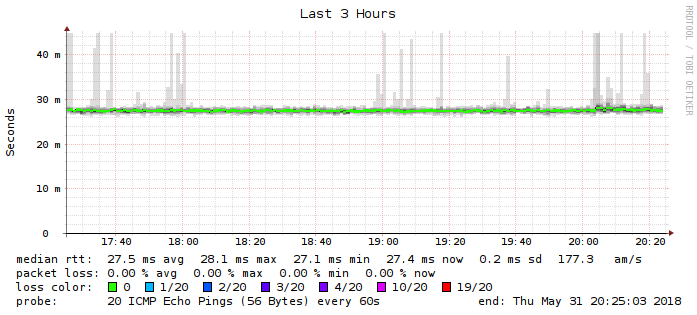 Last 3 Hours
RRDTOOL / TOBI OETIKER
Seconds
40 m
30 m
20 m
10 m
0
17:40 18:00 18:20 18:40 19:00 19:20 19:40 20:00 20:20
median rtt: 27.5 ms avg 28.1 ms max 27.1 ms min 27.4 ms now 0.2 ms sd 177.3 am/s
packet loss: 0.00 % avg 0.00 % max 0.00 % min 0.00 % now
loss color: 0 1/20 2/20 3/20 4/20 10/20 19/20
probe: 20 ICMP Echo Pings (56 Bytes) every 60s end: Thu May 31 20:25:03 2018